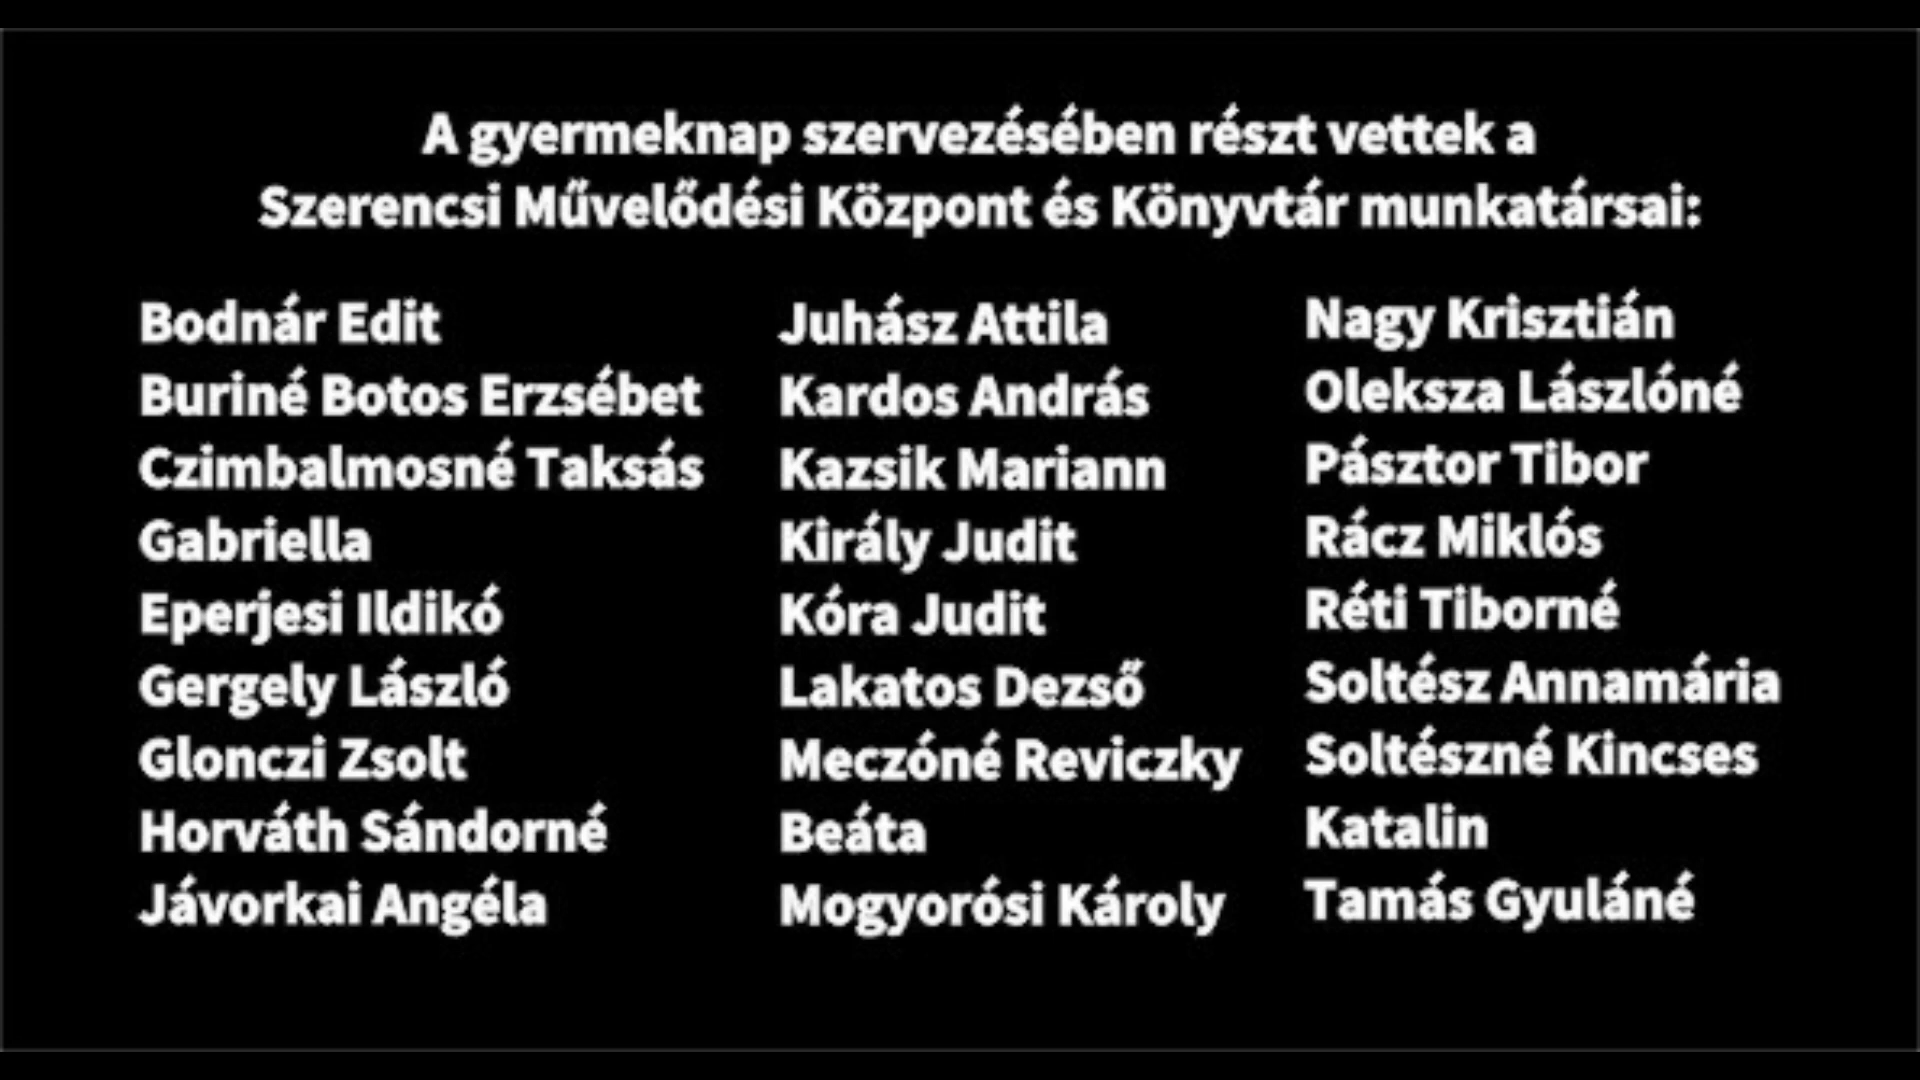 A gyermeknap szervezésében részt vettek a
Szerencsi Művelődési Központ és Könyvtár munkatársai:
Bodnár Edit
Buriné Botos Erzsébet
Czimbalmosné Taksás
Gabriella
Eperjesi Ildikó
Gergely László
Glonczi Zsolt
Horváth Sándorné
Jávorkai Angéla
Juhász Attila
Kardos András
Kazsik Mariann
Király Judit
Kóra Judit
Lakatos Dezső
Meczóné Reviczky
Beáta
Mogyorósi Károly
Nagy Krisztián
Oleksza Lászlóné
Pásztor Tibor
Rácz Miklós
Réti Tiborné
Soltész Annamária
Soltészné Kincses
Katalin
Tamás Gyuláné